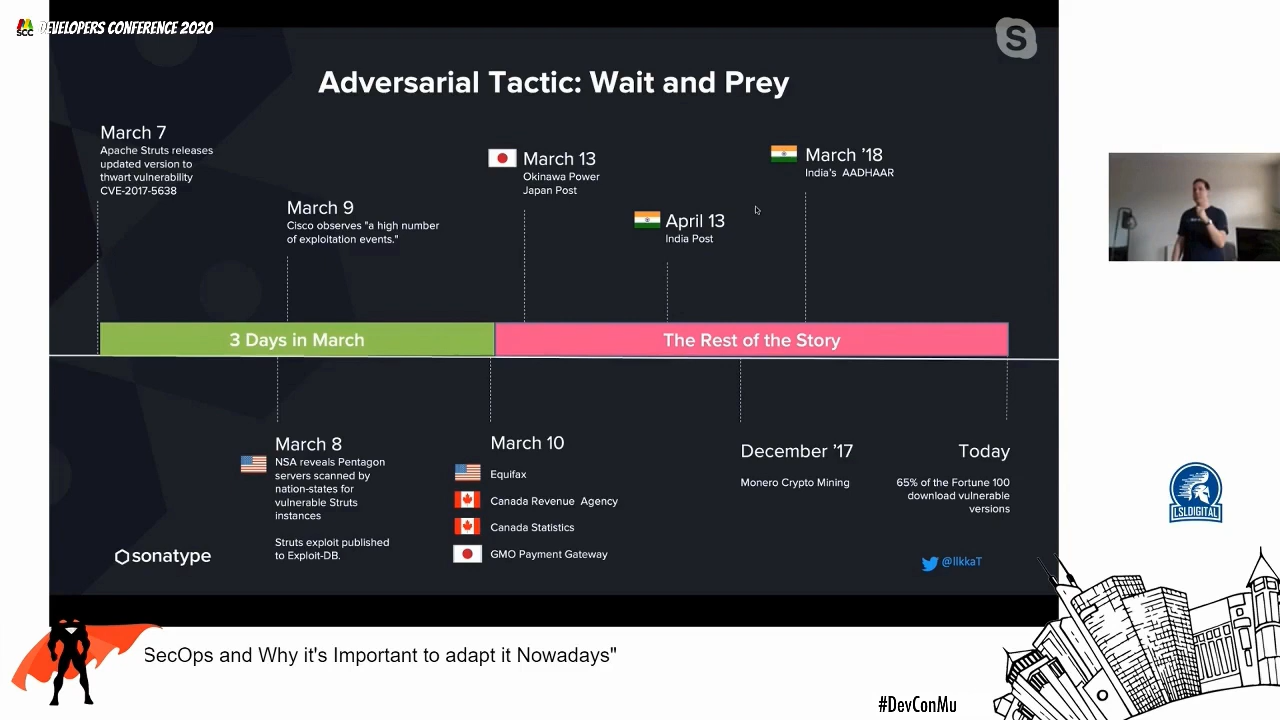 SCC
DEVELOPERS CONFERENCE 2020
S
Adversarial Tactic: Wait and Prey
March 7
Apache Struts releases
updated version to
thwart vulnerability
CVE-2017-5638
March 9
Cisco observes "a high number
of exploitation events."
March 13
Okinawa Power
Japan Post
April 13
India Post
March '18
India's AADHAAR
3 Days in March
The Rest of the Story
March 8
NSA reveals Pentagon
servers scanned by
nation-states for
vulnerable Struts
instances
Struts exploit published
to Exploit-DB.
March 10
Equifax
Canada Revenue Agency
Canada Statistics
GMO Payment Gateway
December '17
Monero Crypto Mining
Today
65% of the Fortune 100
download vulnerable
versions
sonatype
@IlkkaT
LSLDIGITAL
SecOps and Why it's Important to adapt it Nowadays"
#DevConMu